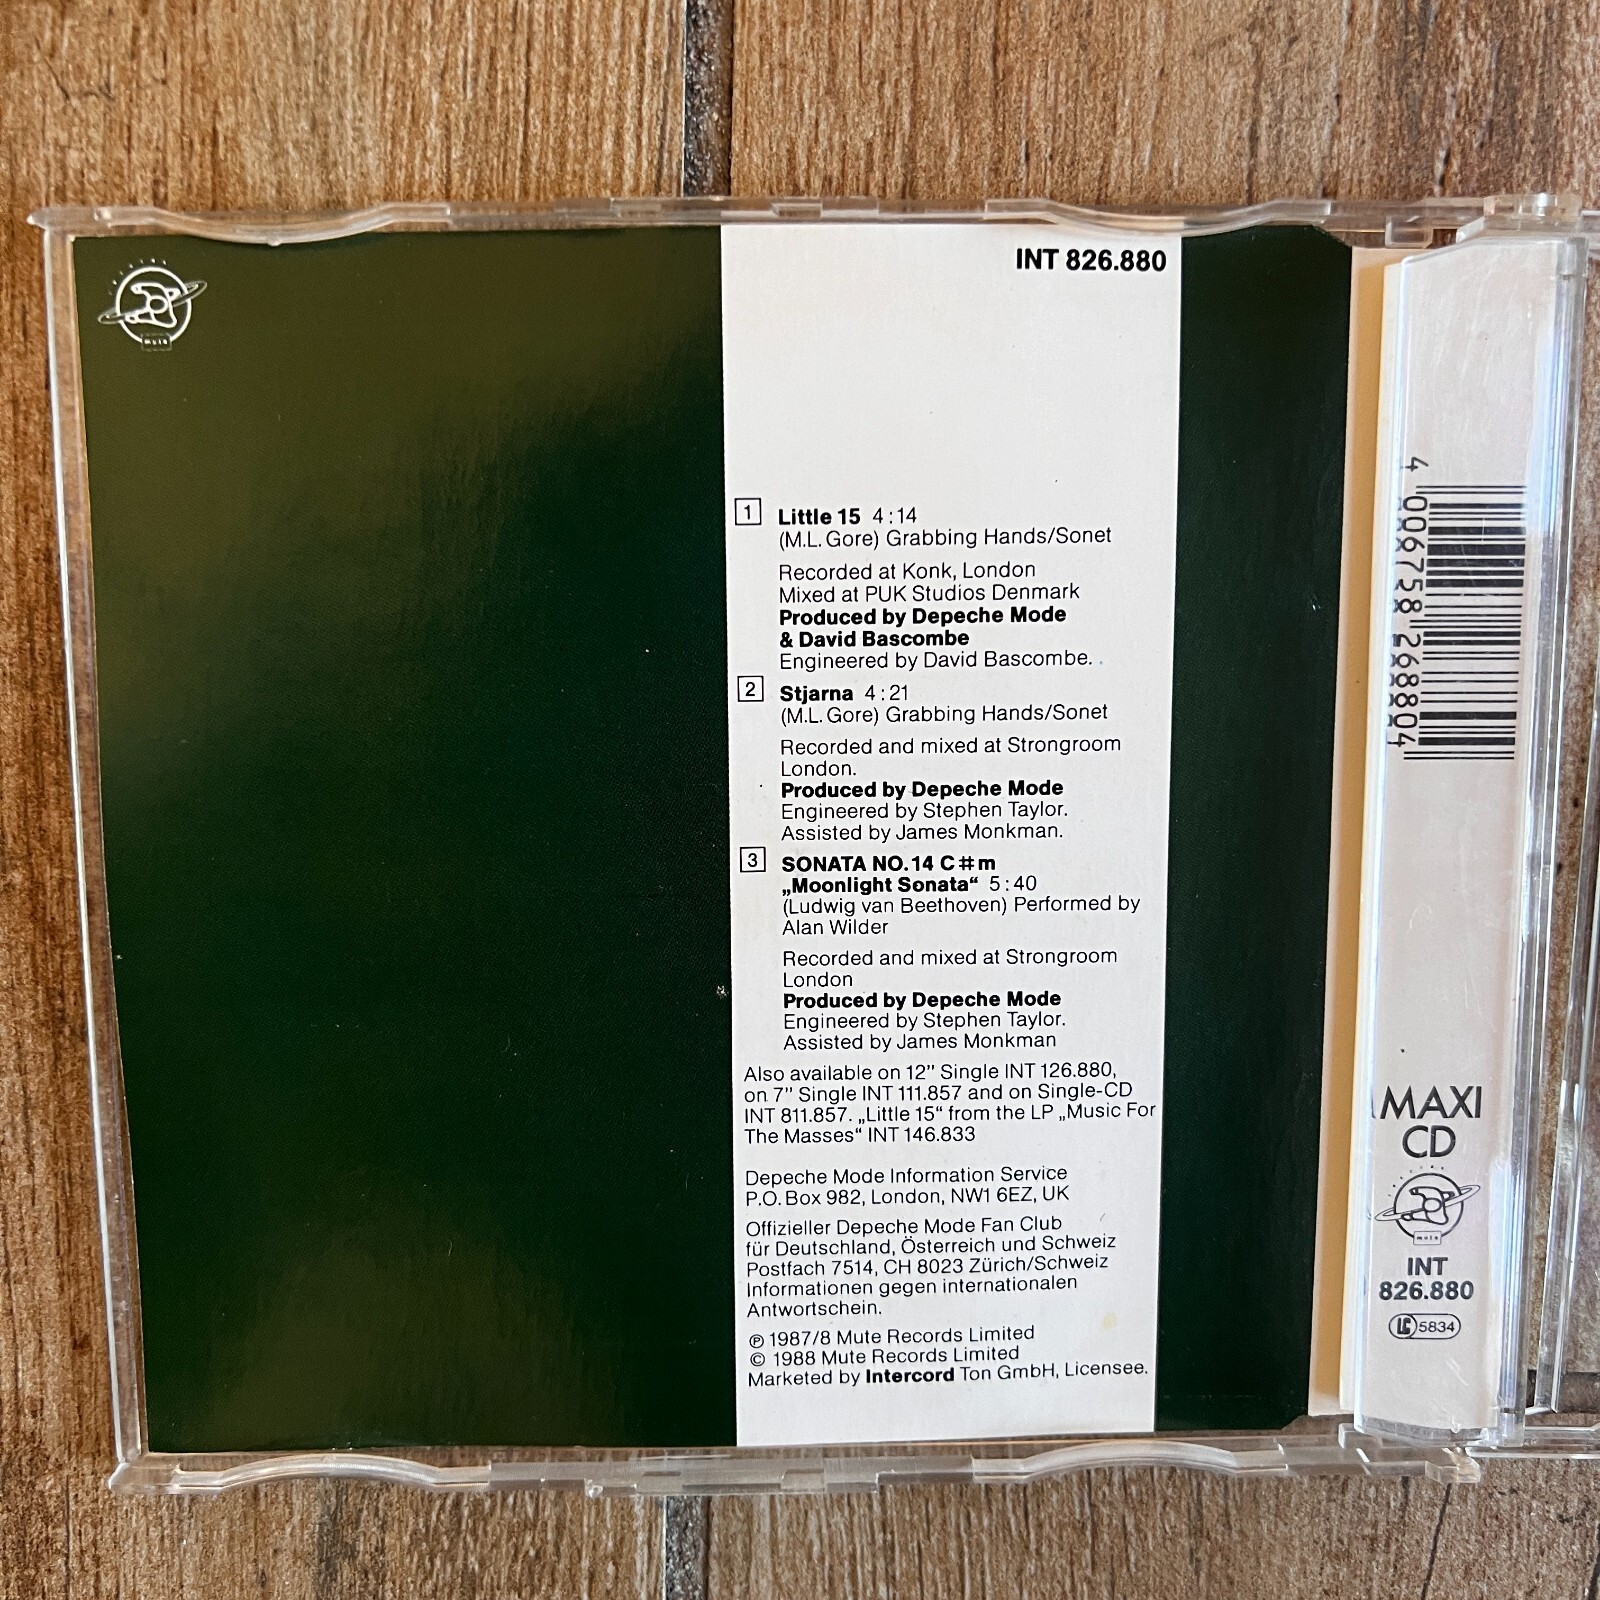 mute
INT 826.880
1 Little 15 4:14
(M.L. Gore) Grabbing Hands/Sonet
Recorded at Konk, London
Mixed at PUK Studios Denmark
Produced by Depeche Mode
& David Bascombe
Engineered by David Bascombe.
2 Stjarna 4:21
(M.L. Gore) Grabbing Hands/Sonet
Recorded and mixed at Strongroom
London.
Produced by Depeche Mode
Engineered by Stephen Taylor.
Assisted by James Monkman.
3 SONATA NO. 14 C#m
„Moonlight Sonata“ 5:40
(Ludwig van Beethoven) Performed by
Alan Wilder
Recorded and mixed at Strongroom
London
Produced by Depeche Mode
Engineered by Stephen Taylor.
Assisted by James Monkman
Also available on 12” Single INT 126.880,
on 7” Single INT 111.857 and on Single-CD
INT 811.857. „Little 15“ from the LP „Music For
The Masses“ INT 146.833
Depeche Mode Information Service
P.O. Box 982, London, NW1 6EZ, UK
Offizieller Depeche Mode Fan Club
für Deutschland, Österreich und Schweiz
Postfach 7514, CH 8023 Zürich/Schweiz
Informationen gegen internationalen
Antwortschein.
℗ 1987/8 Mute Records Limited
© 1988 Mute Records Limited
Marketed by Intercord Ton GmbH, Licensee.
4 006758 268804
MAXI
CD
mute
INT
826.880
LC 5834